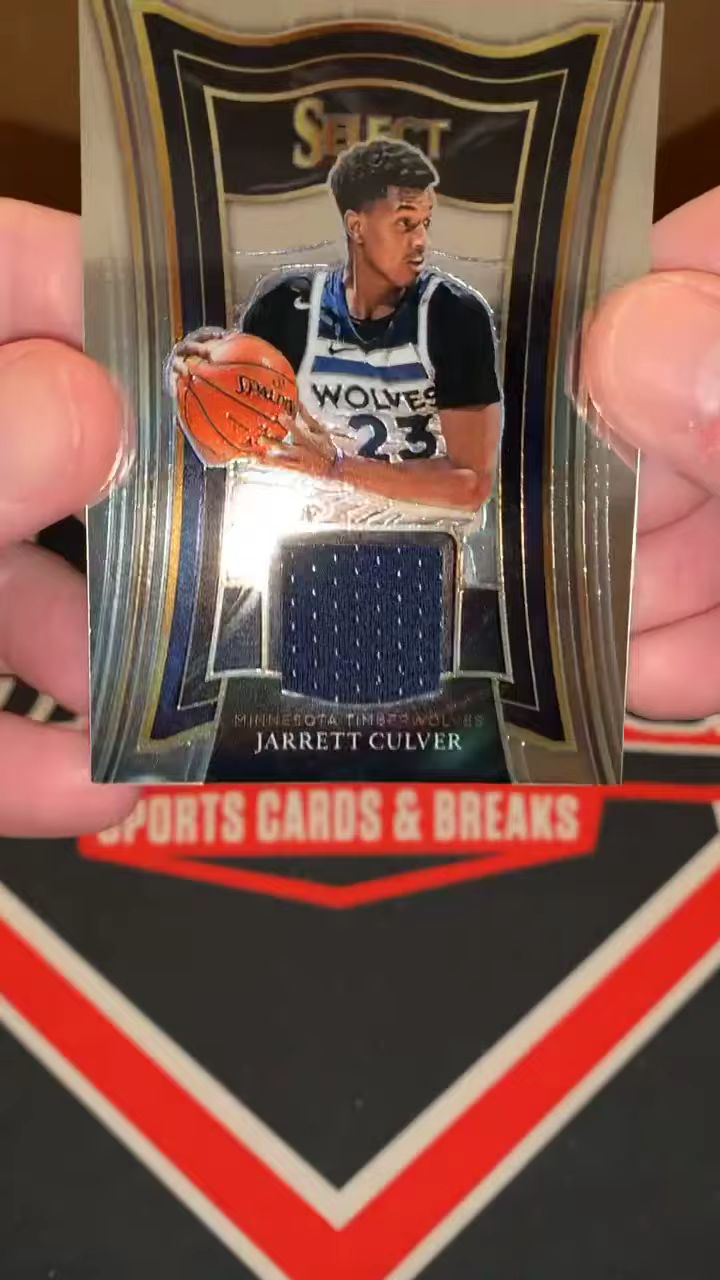 SELECT
SPALDING
WOLVES
23
MINNESOTA TIMBERWOLVES
JARRETT CULVER
SPORTS CARDS & BREAKS